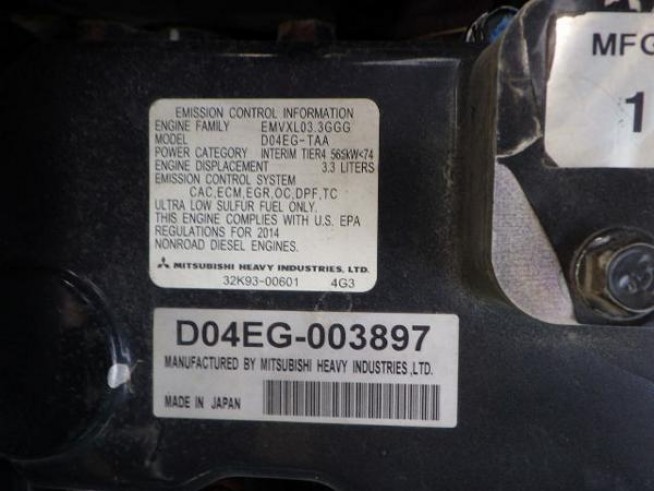 EMISSION CONTROL INFORMATION
ENGINE FAMILY EMVXL03.3GGG
MODEL D04EG-TAA
POWER CATEGORY INTERIM TIER4 56≤kW<74
ENGINE DISPLACEMENT 3.3 LITERS
EMISSION CONTROL SYSTEM
CAC,ECM,EGR,OC,DPF,TC
ULTRA LOW SULFUR FUEL ONLY.
THIS ENGINE COMPLIES WITH U.S. EPA
REGULATIONS FOR 2014
NONROAD DIESEL ENGINES.
MITSUBISHI HEAVY INDUSTRIES, LTD.
32K93-00601 4G3
D04EG-003897
MANUFACTURED BY MITSUBISHI HEAVY INDUSTRIES,LTD.
MADE IN JAPAN
MFG
1